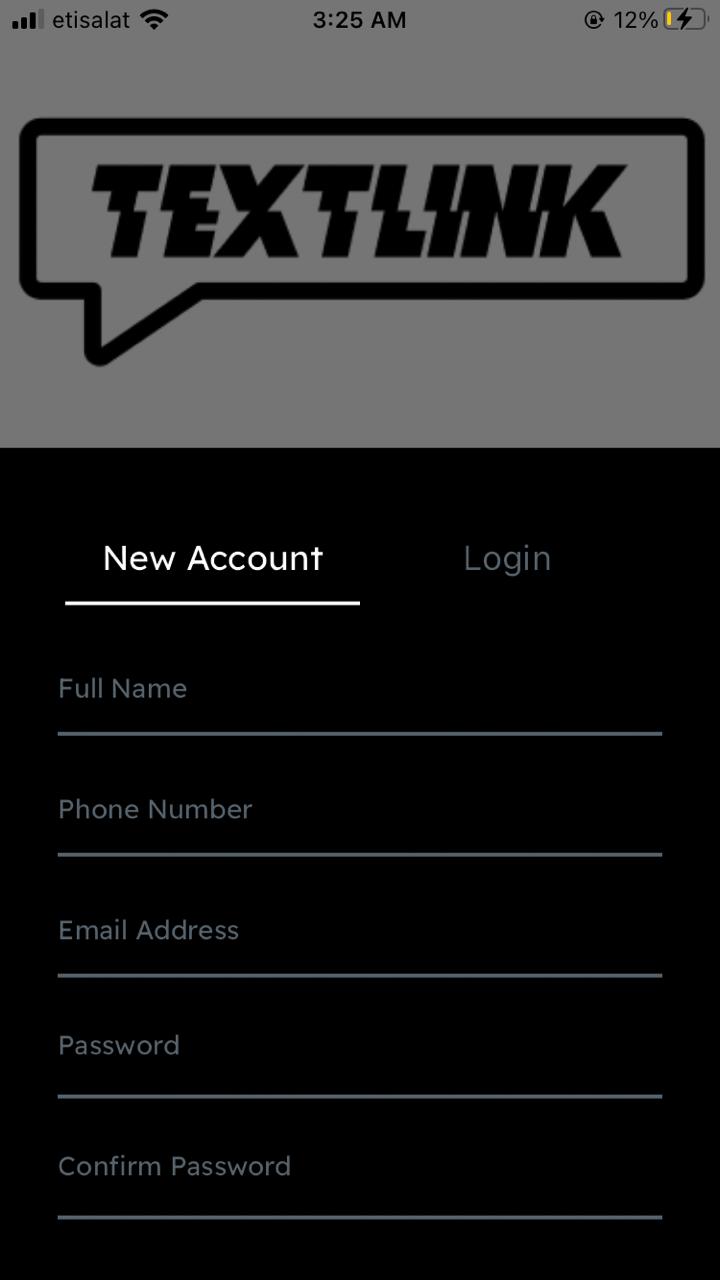 etisalat 3:25 AM 12%
TEXTLINK
New Account Login
Full Name
Phone Number
Email Address
Password
Confirm Password